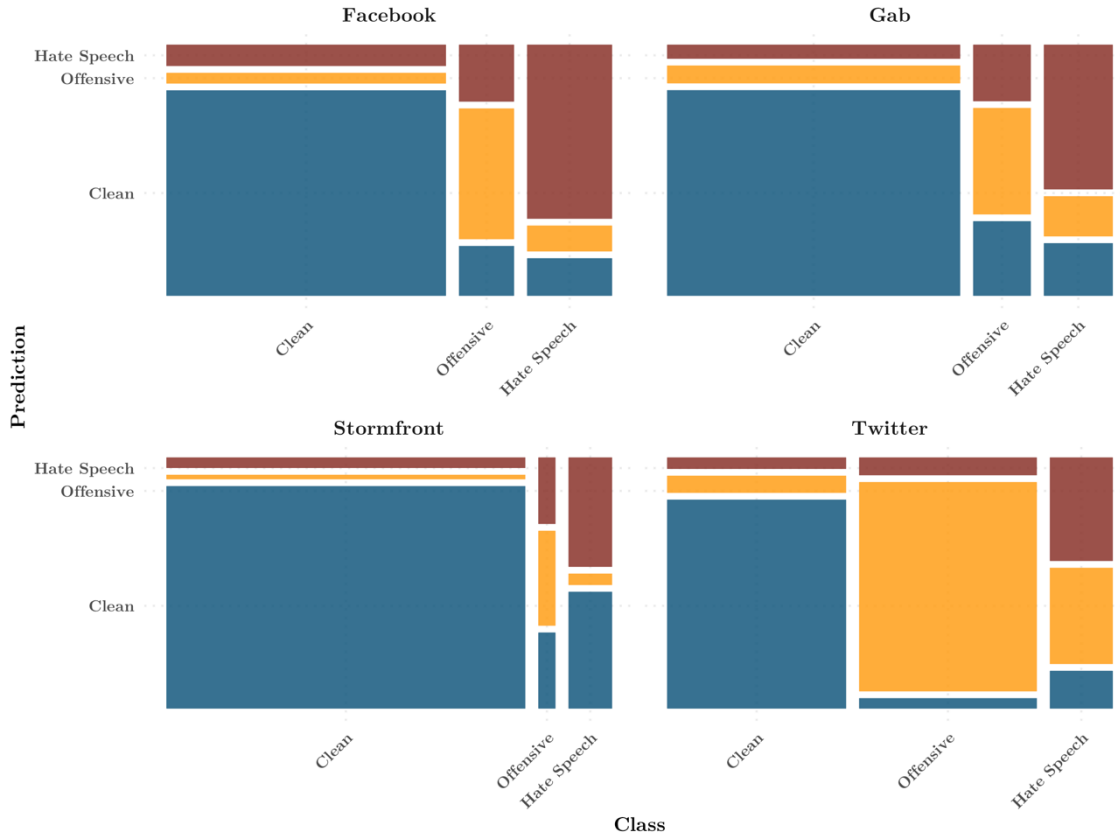 Facebook
Gab
Hate Speech
Offensive
Clean
Clean
Offensive
Hate Speech
Clean
Offensive
Hate Speech
Prediction
Stormfront
Twitter
Hate Speech
Offensive
Clean
Clean
Offensive
Hate Speech
Clean
Offensive
Hate Speech
Class